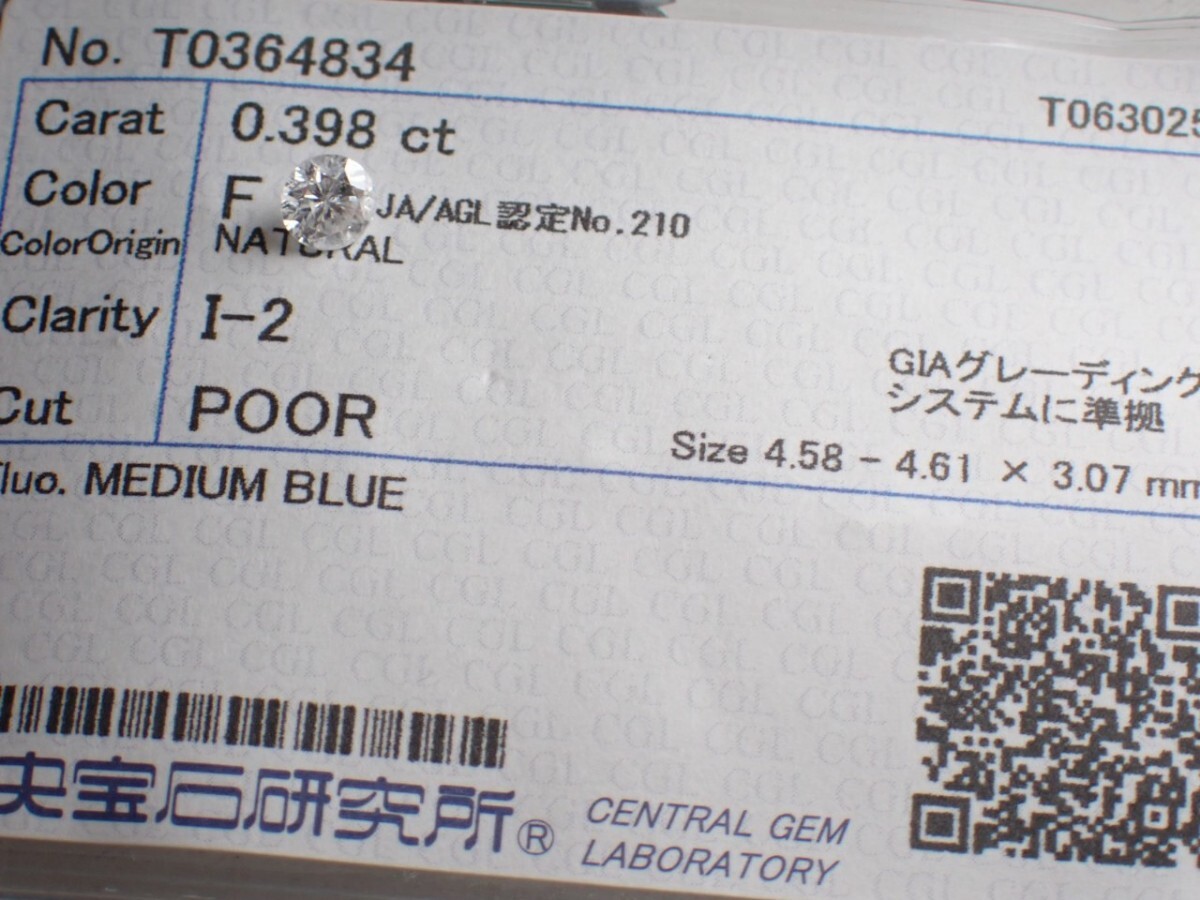 No. T0364834
T063025
Carat 0.398 ct
Color F JA/AGL認定No.210
ColorOrigin NATURAL
Clarity I-2
GIAグレーディング
システムに準拠
Cut POOR
Size 4.58 - 4.61 × 3.07 mm
Fluo. MEDIUM BLUE
央宝石研究所®
CENTRAL GEM
LABORATORY